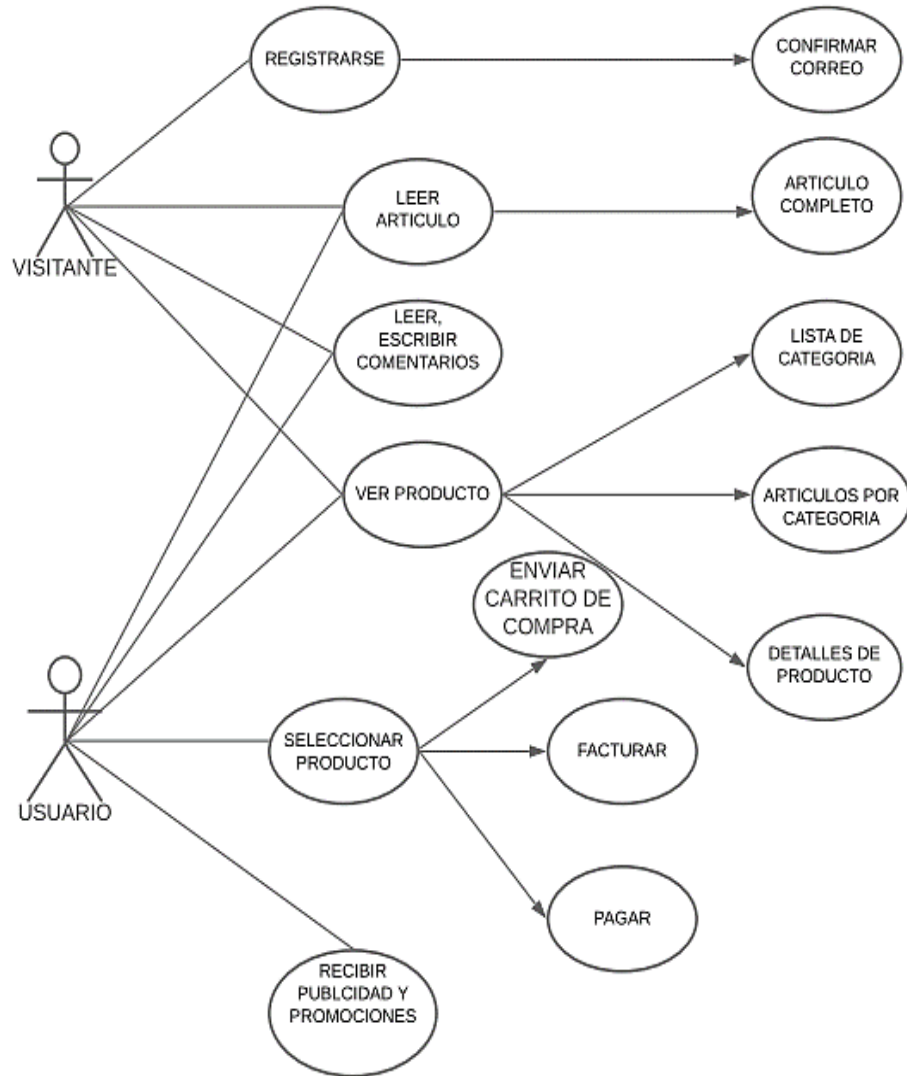 REGISTRARSE
CONFIRMAR
CORREO
VISITANTE
LEER
ARTICULO
ARTICULO
COMPLETO
LEER,
ESCRIBIR
COMENTARIOS
LISTA DE
CATEGORIA
VER PRODUCTO
ARTICULOS POR
CATEGORIA
ENVIAR
CARRITO DE
COMPRA
DETALLES DE
PRODUCTO
USUARIO
SELECCIONAR
PRODUCTO
FACTURAR
PAGAR
RECIBIR
PUBLCIDAD Y
PROMOCIONES